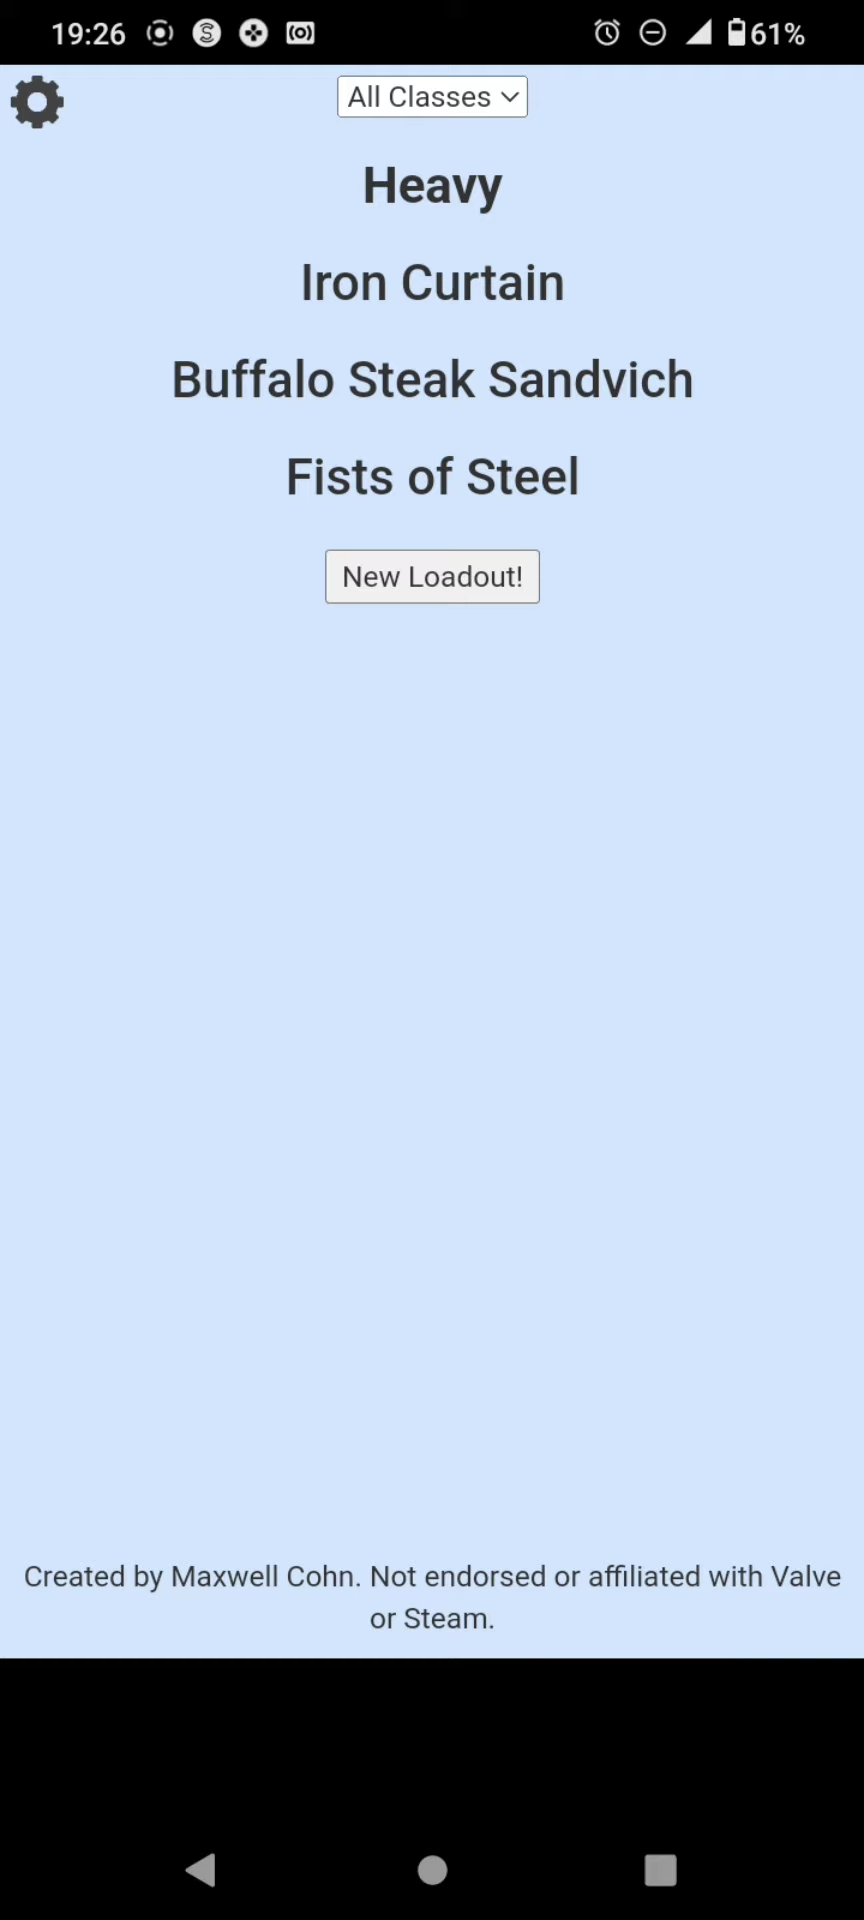 19:26
61%
All Classes
Heavy
Iron Curtain
Buffalo Steak Sandvich
Fists of Steel
New Loadout!
Created by Maxwell Cohn. Not endorsed or affiliated with Valve
or Steam.